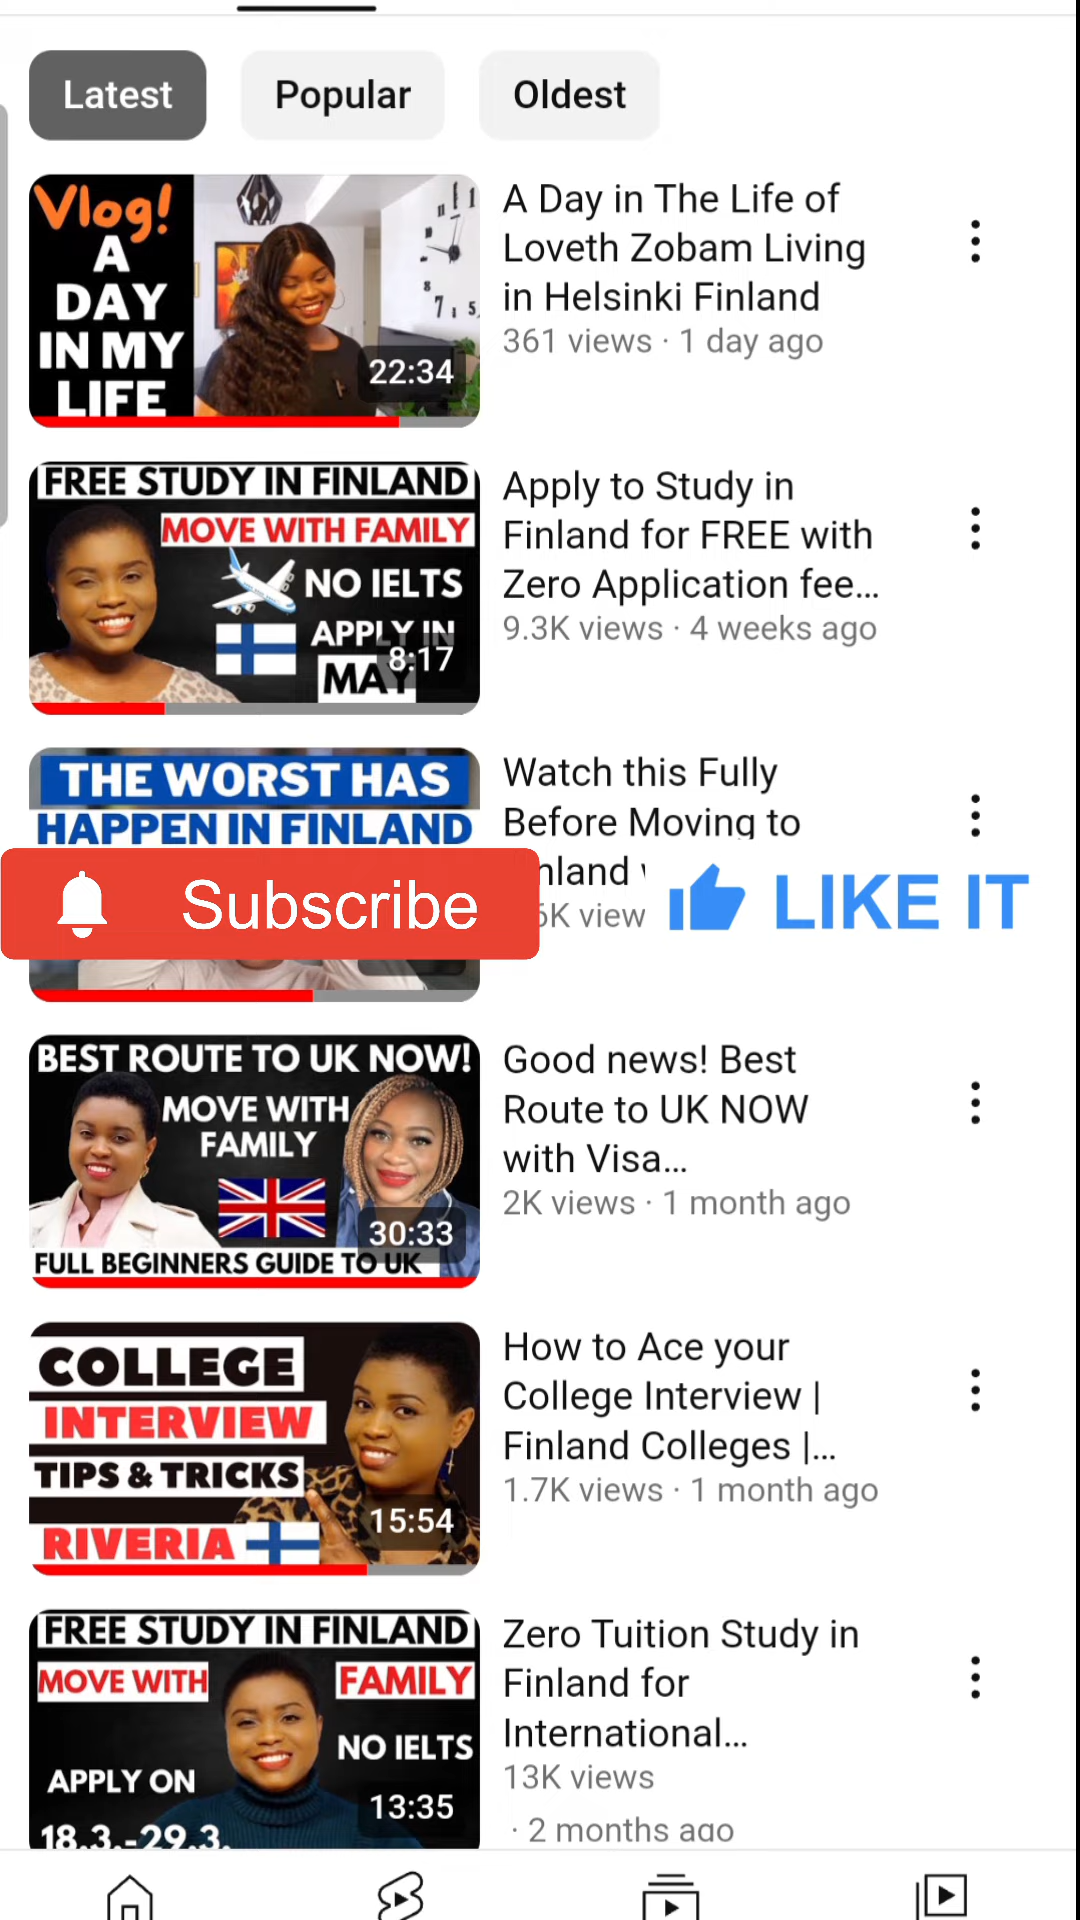 Latest
Popular
Oldest
Vlog!
A
DAY
IN MY
LIFE
22:34
A Day in The Life of
Loveth Zobam Living
in Helsinki Finland
361 views · 1 day ago
FREE STUDY IN FINLAND
MOVE WITH FAMILY
NO IELTS
APPLY IN
MAY
8:17
Apply to Study in
Finland for FREE with
Zero Application fee...
9.3K views · 4 weeks ago
THE WORST HAS
HAPPEN IN FINLAND
Watch this Fully
Before Moving to
Subscribe
LIKE IT
BEST ROUTE TO UK NOW!
MOVE WITH
FAMILY
30:33
FULL BEGINNERS GUIDE TO UK
Good news! Best
Route to UK NOW
with Visa...
2K views · 1 month ago
COLLEGE
INTERVIEW
TIPS & TRICKS
RIVERIA
15:54
How to Ace your
College Interview |
Finland Colleges |...
1.7K views · 1 month ago
FREE STUDY IN FINLAND
MOVE WITH FAMILY
NO IELTS
APPLY ON
18.3.-29.3.
13:35
Zero Tuition Study in
Finland for
International...
13K views
· 2 months ago